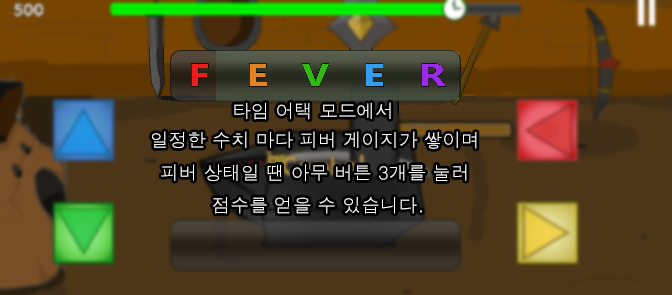 500
FEVER
타임 어택 모드에서
일정한 수치 마다 피버 게이지가 쌓이며
피버 상태일 땐 아무 버튼 3개를 눌러
점수를 얻을 수 있습니다.